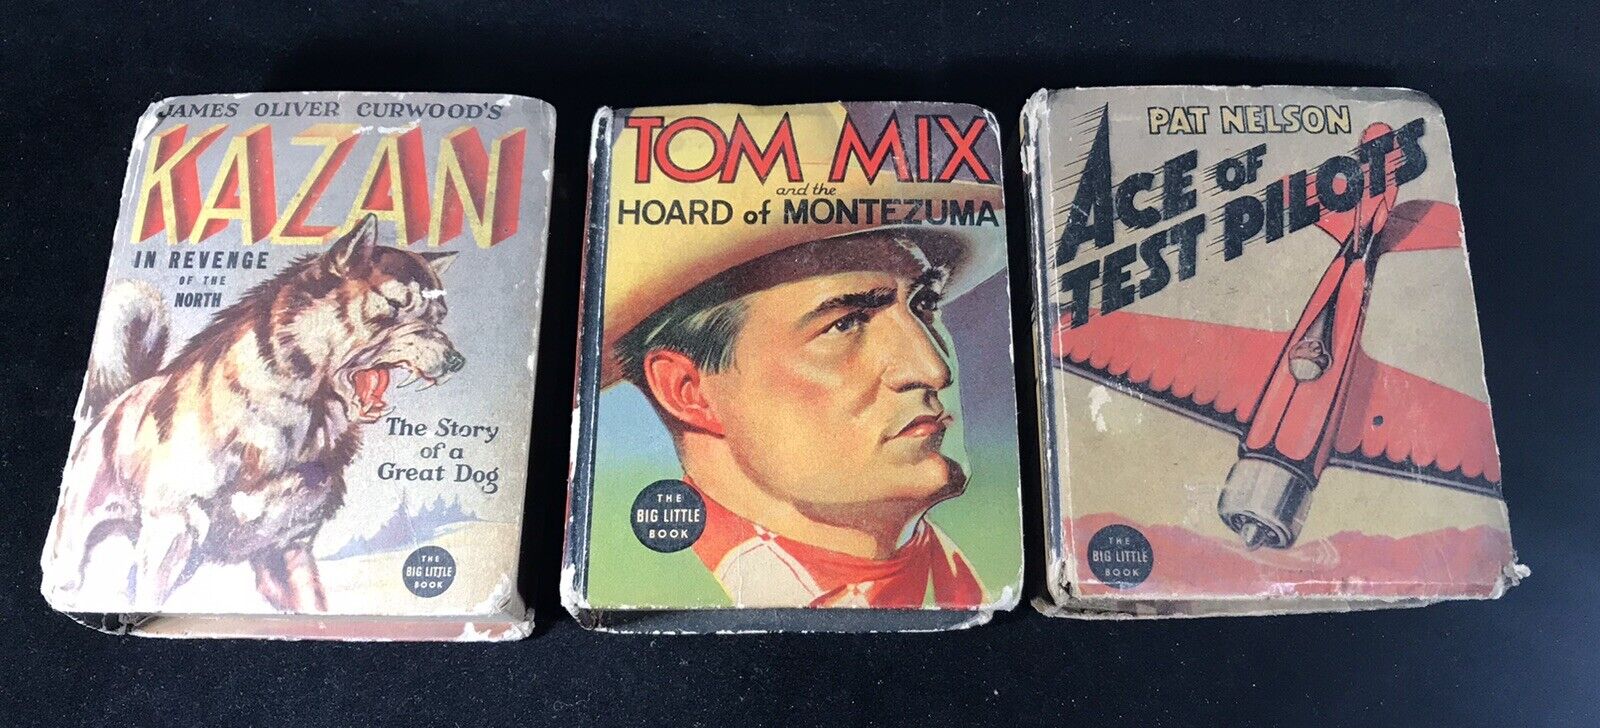 JAMES OLIVER CURWOOD'S
KAZAN
IN REVENGE
OF THE
NORTH
The Story
of a
Great Dog
THE
BIG LITTLE
BOOK
TOM MIX
and the
HOARD of MONTEZUMA
THE
BIG LITTLE
BOOK
PAT NELSON
ACE OF
TEST PILOTS
THE
BIG LITTLE
BOOK